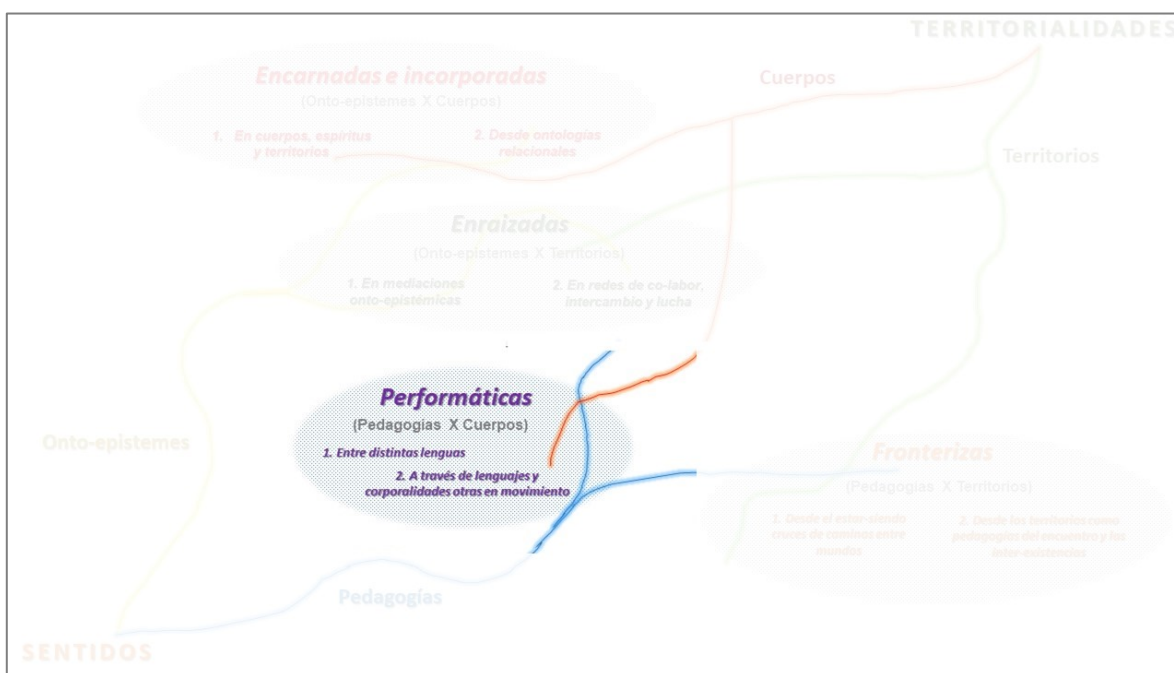 TERRITORIALIDADES
Encarnadas e incorporadas
(Onto-epistemes X Cuerpos)
1. En cuerpos, espíritus
y territorios
2. Desde ontologías
relacionales
Cuerpos
Territorios
Enraizadas
(Onto-epistemes X Territorios)
1. En mediaciones
onto-epistémicas
2. En redes de co-labor,
intercambio y lucha
Performáticas
(Pedagogías X Cuerpos)
1. Entre distintas lenguas
2. A través de lenguajes y
corporalidades otras en movimiento
Onto-epistemes
Fronterizas
(Pedagogías X Territorios)
1. Desde el estar-siendo
cruces de caminos entre
mundos
2. Desde los territorios como
pedagogías del encuentro y las
inter-existencias
Pedagogías
SENTIDOS